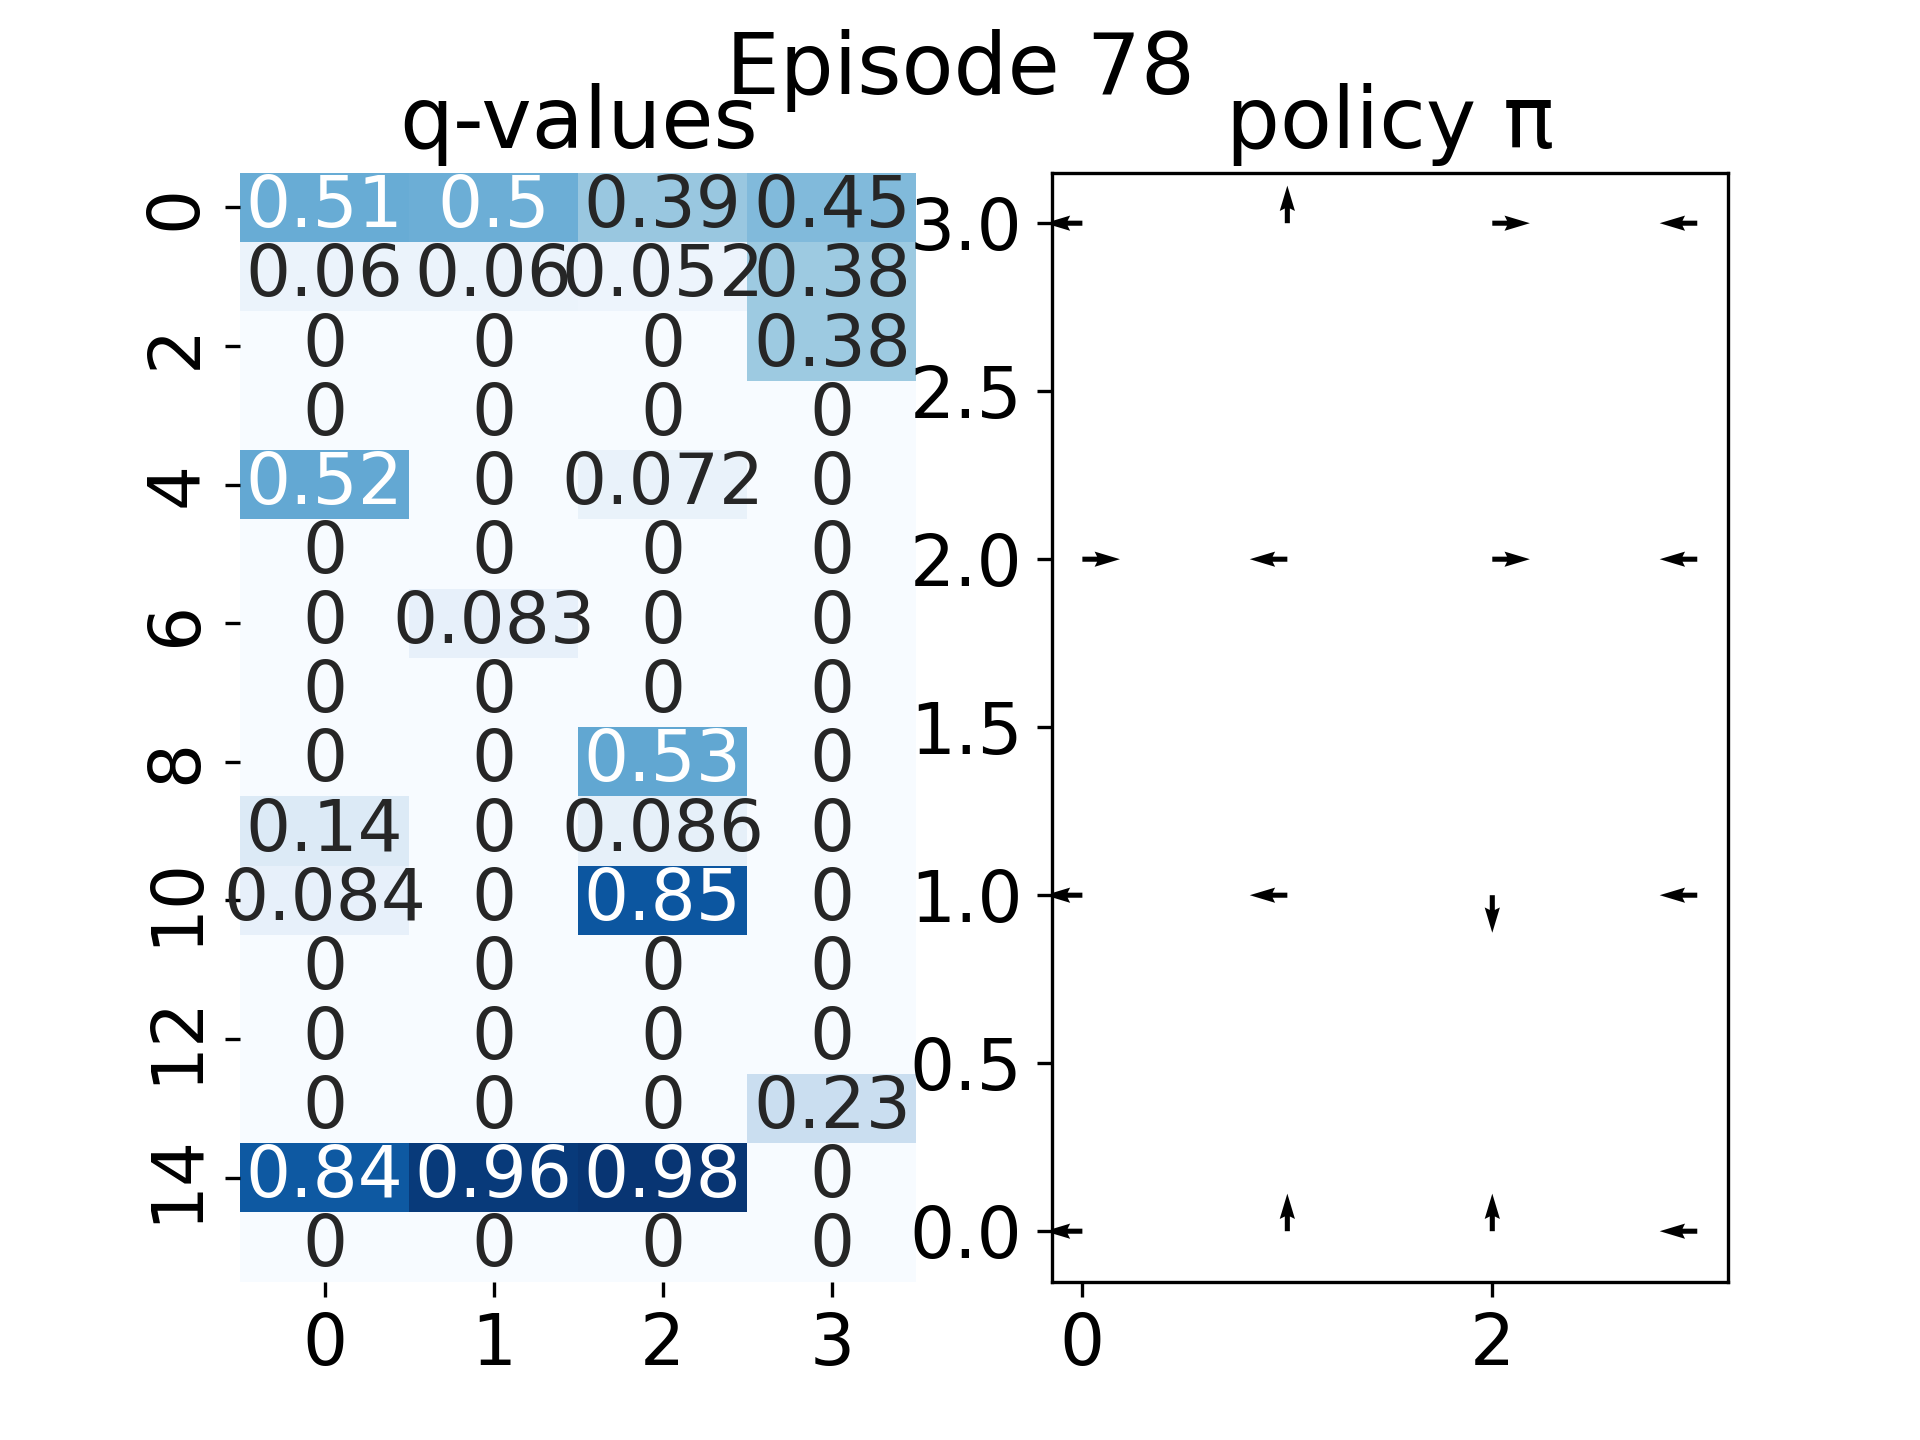 Episode 78
q-values
policy π
0 0.51 0.5 0.39 0.45
0.06 0.06 0.052 0.38
2 0 0 0 0.38
0 0 0 0
4 0.52 0 0.072 0
0 0 0 0
6 0 0.083 0 0
0 0 0 0
8 0 0 0.53 0
0.14 0 0.086 0
10 0.084 0 0.85 0
0 0 0 0
12 0 0 0 0
0 0 0 0.23
14 0.84 0.96 0.98 0
0 0 0 0
0 1 2 3
3.0
2.5
2.0
1.5
1.0
0.5
0.0
0 2